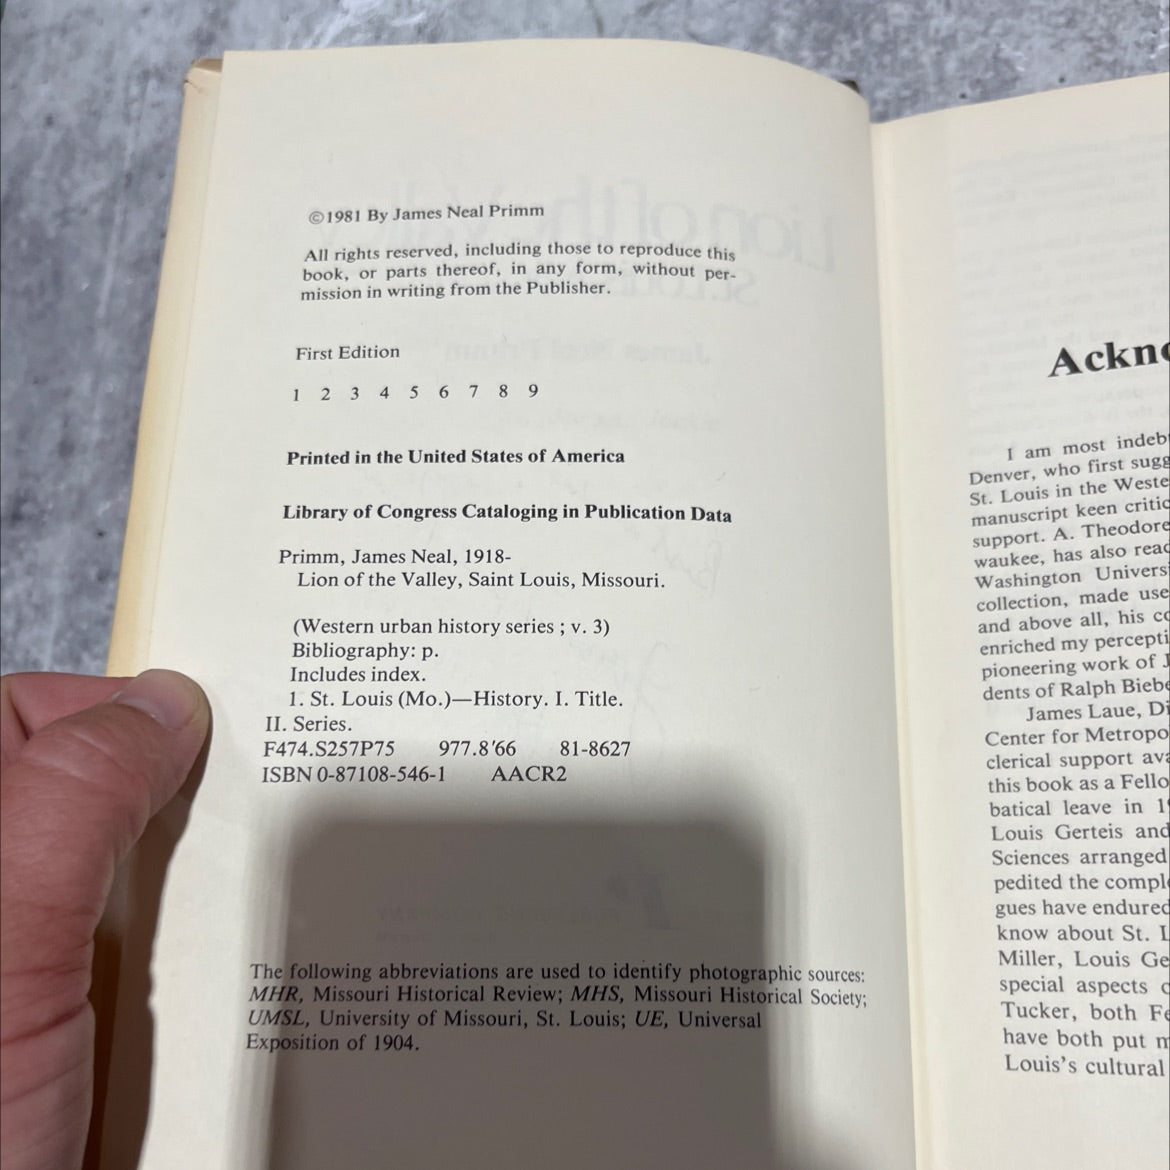 ©1981 By James Neal Primm
All rights reserved, including those to reproduce this
book, or parts thereof, in any form, without per-
mission in writing from the Publisher.
First Edition
1 2 3 4 5 6 7 8 9
Printed in the United States of America
Library of Congress Cataloging in Publication Data
Primm, James Neal, 1918-
Lion of the Valley, Saint Louis, Missouri.
(Western urban history series ; v. 3)
Bibliography: p.
Includes index.
1. St. Louis (Mo.)—History. I. Title.
II. Series.
F474.S257P75 977.8′66 81-8627
ISBN 0-87108-546-1 AACR2
The following abbreviations are used to identify photographic sources:
MHR, Missouri Historical Review; MHS, Missouri Historical Society;
UMSL, University of Missouri, St. Louis; UE, Universal
Exposition of 1904.
Ackno
I am most indeb
Denver, who first sugg
St. Louis in the Weste
manuscript keen critic
support. A. Theodore
waukee, has also read
Washington Universi
collection, made use
and above all, his co
enriched my percepti
pioneering work of J
dents of Ralph Biebe
James Laue, Di
Center for Metropo
clerical support ava
this book as a Fello
batical leave in 19
Louis Gerteis and
Sciences arranged
pedited the comple
gues have endured
know about St. L
Miller, Louis Ge
special aspects o
Tucker, both Fe
have both put m
Louis's cultural